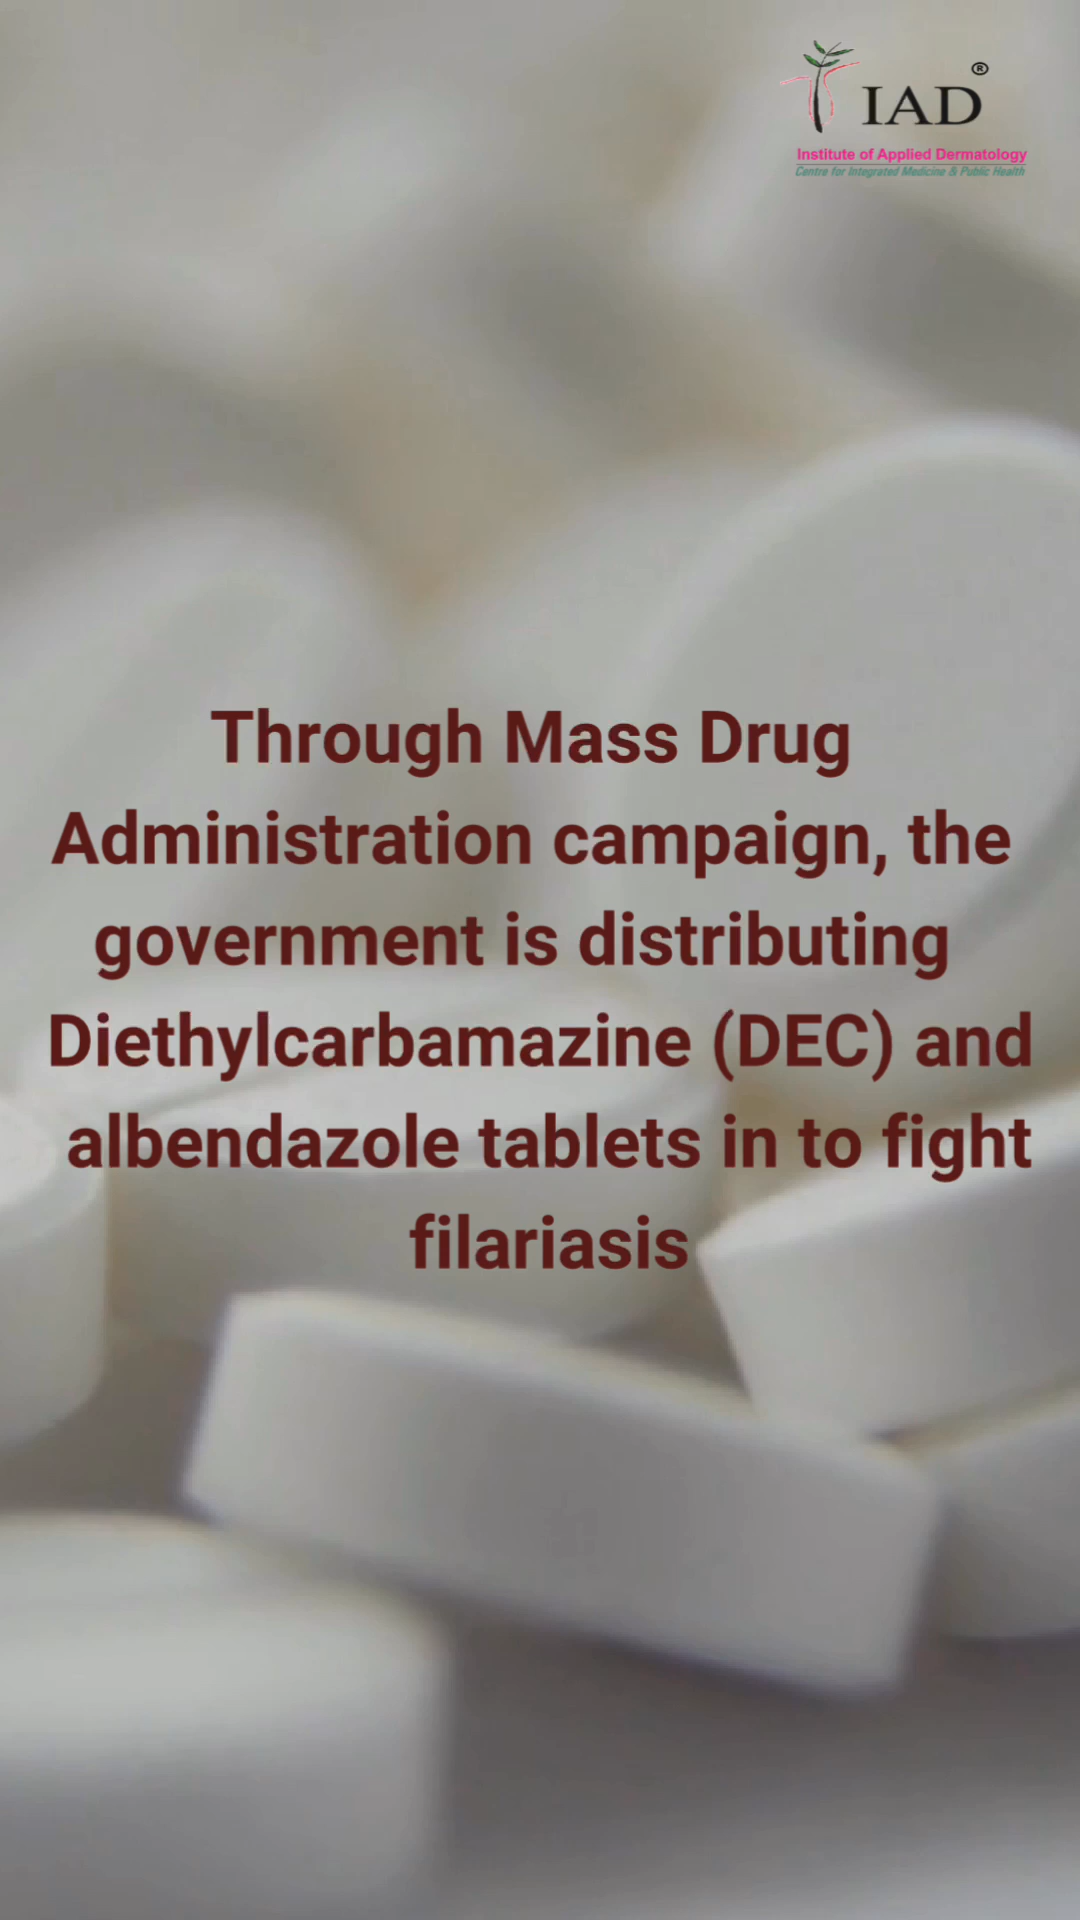 IAD®
Institute of Applied Dermatology
Centre for Integrated Medicine & Public Health
Through Mass Drug
Administration campaign, the
government is distributing
Diethylcarbamazine (DEC) and
albendazole tablets in to fight
filariasis